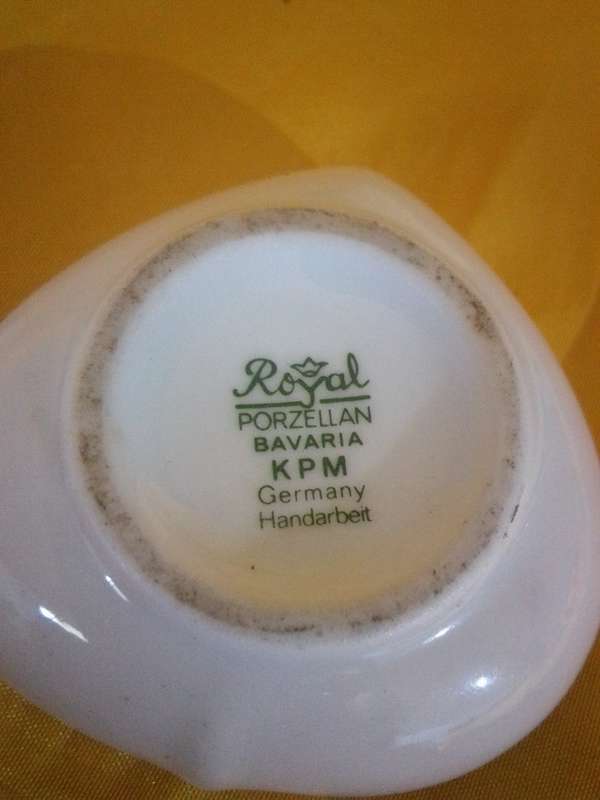 Royal
PORZELLAN
BAVARIA
KPM
Germany
Handarbeit